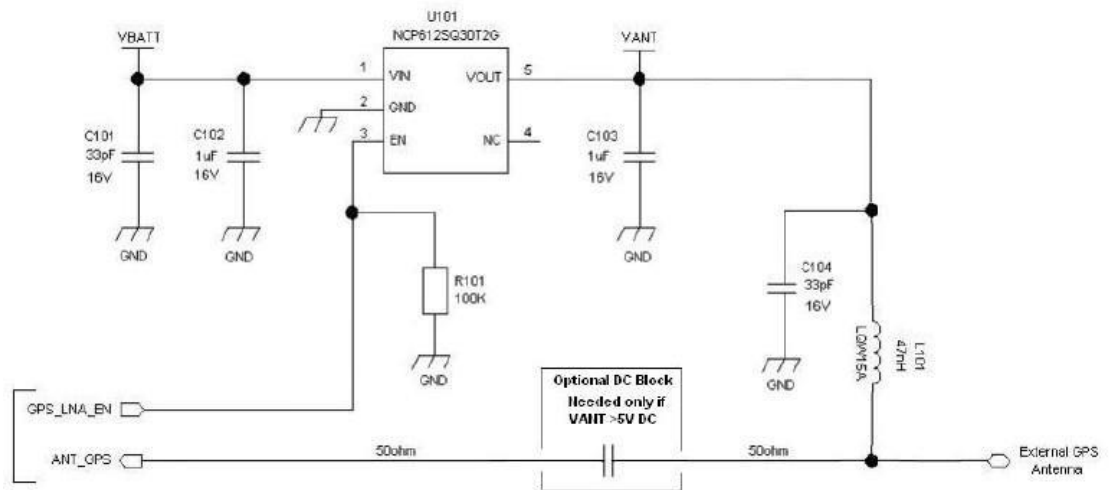 U101
NCP612SQ30T2G
VBATT
VANT
1
VIN
VOUT
5
2
GND
3
EN
NC
4
C101
33pF
16V
C102
1uF
16V
C103
1uF
16V
GND
GND
GND
R101
100K
C104
33pF
16V
L101
47nH
LQW15A
GND
GND
Optional DC Block
Needed only if
VANT >5V DC
GPS_LNA_EN
ANT_GPS
50ohm
50ohm
External GPS
Antenna